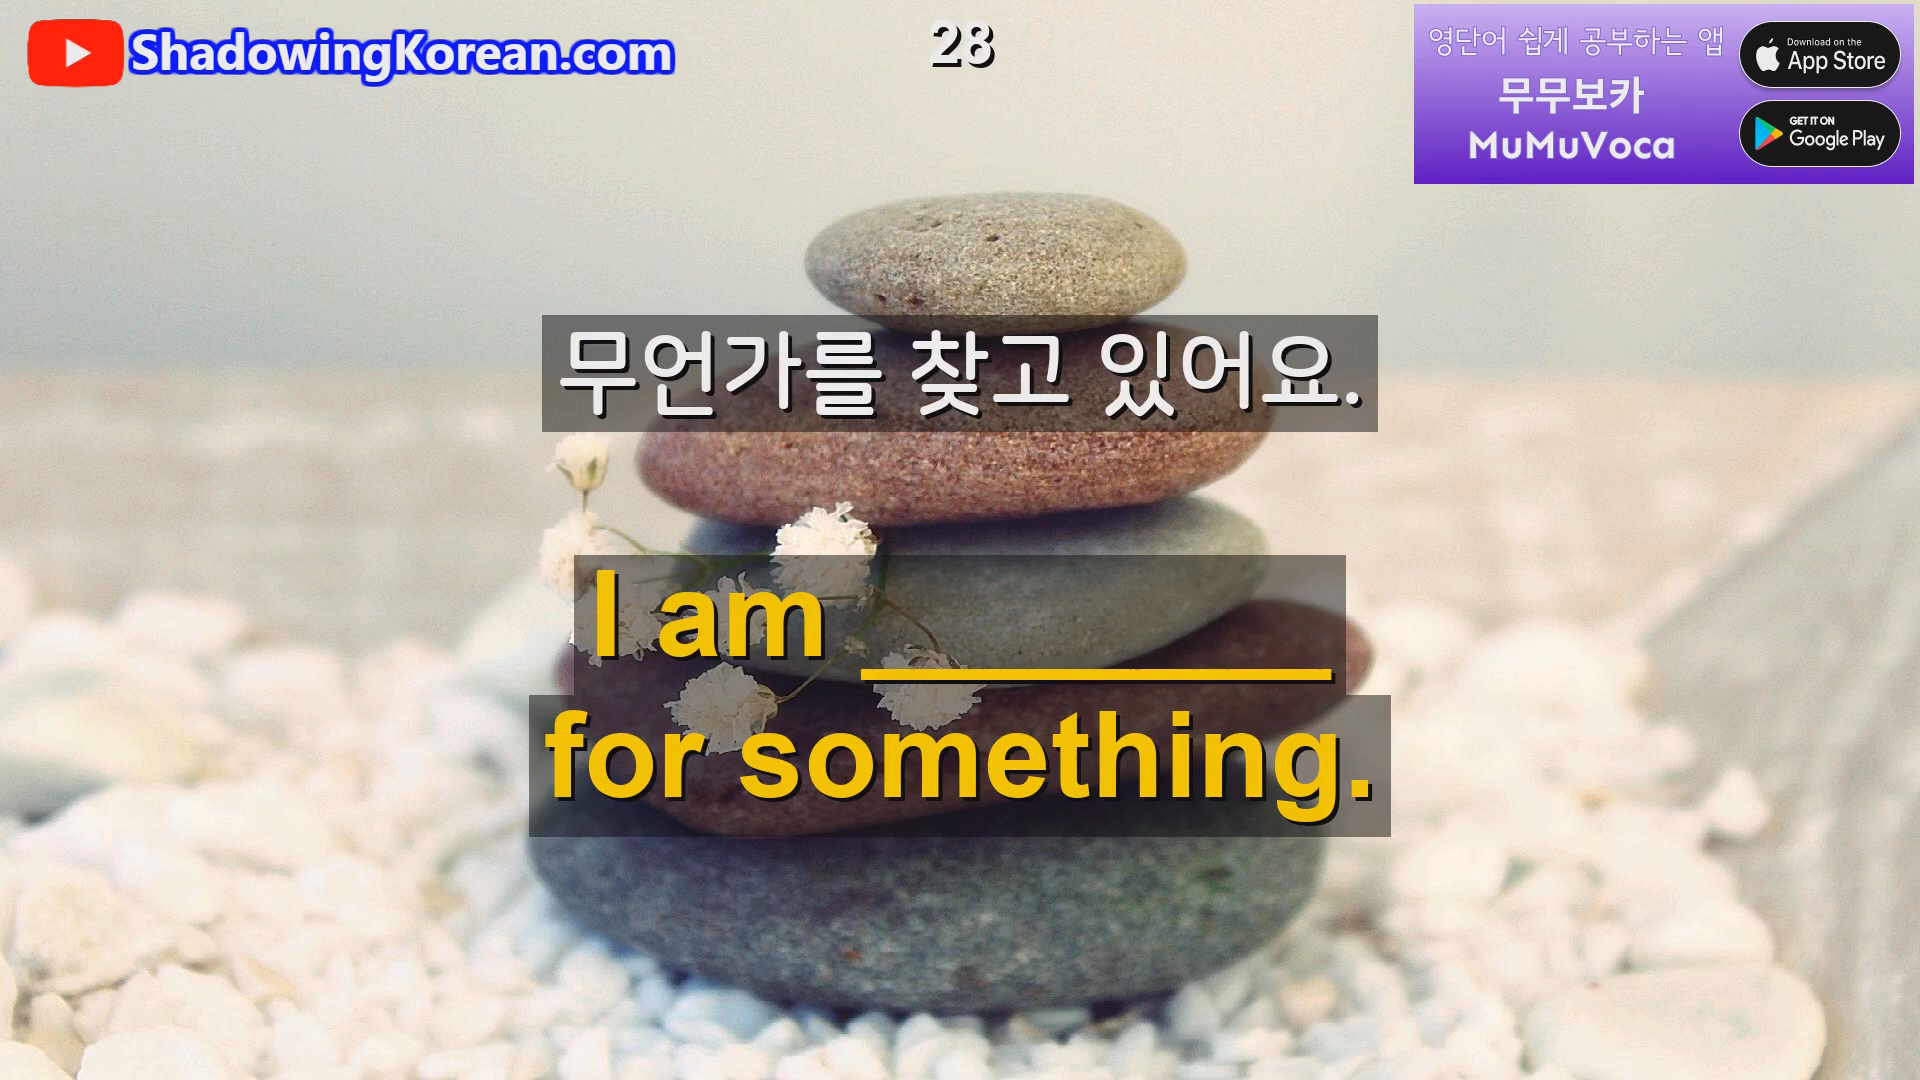 ShadowingKorean.com
28
영단어 쉽게 공부하는 앱
무무보카
MuMuVoca
Download on the
App Store
GET IT ON
Google Play
무언가를 찾고 있어요.
I am ________
for something.